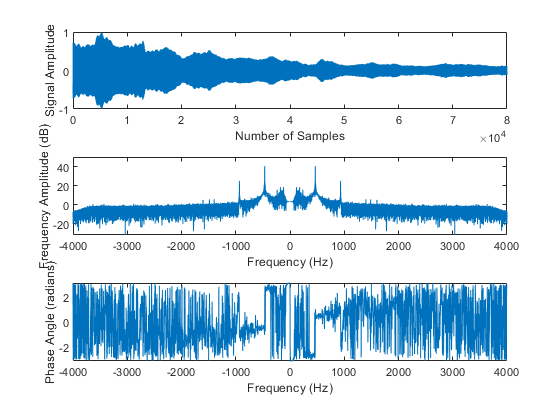 Signal Amplitude
1
0
-1
0 1 2 3 4 5 6 7 8
Number of Samples
×10^4
Frequency Amplitude (dB)
40
20
0
-20
-4000 -3000 -2000 -1000 0 1000 2000 3000 4000
Frequency (Hz)
Phase Angle (radians)
2
0
-2
-4000 -3000 -2000 -1000 0 1000 2000 3000 4000
Frequency (Hz)